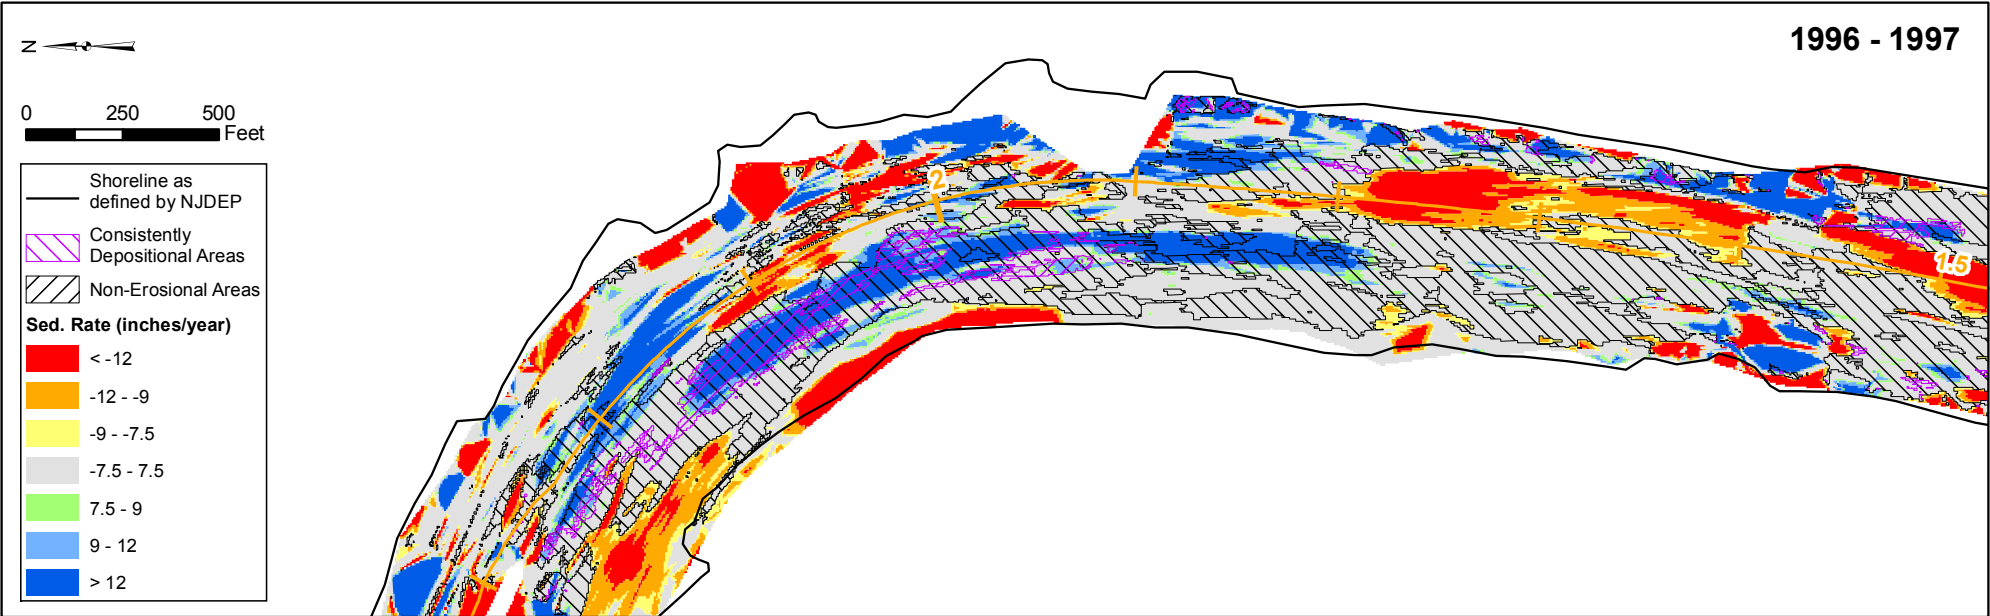 1996 - 1997
N
0 250 500
Feet
Shoreline as
defined by NJDEP
Consistently
Depositional Areas
Non-Erosional Areas
Sed. Rate (inches/year)
< -12
-12 - -9
-9 - -7.5
-7.5 - 7.5
7.5 - 9
9 - 12
> 12
2
1.5